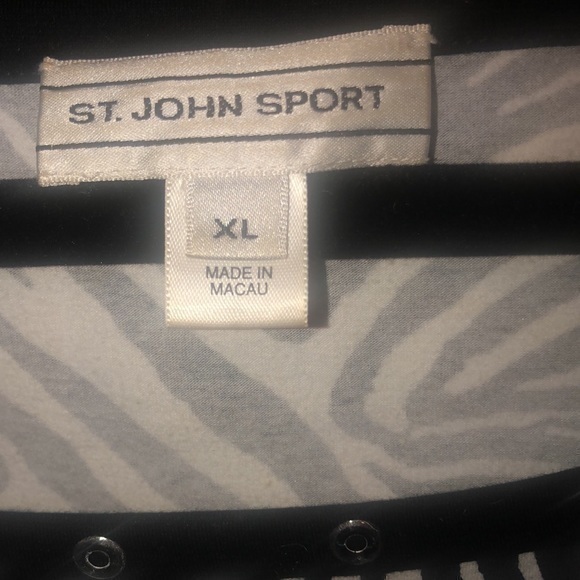 ST. JOHN SPORT
XL
MADE IN
MACAU